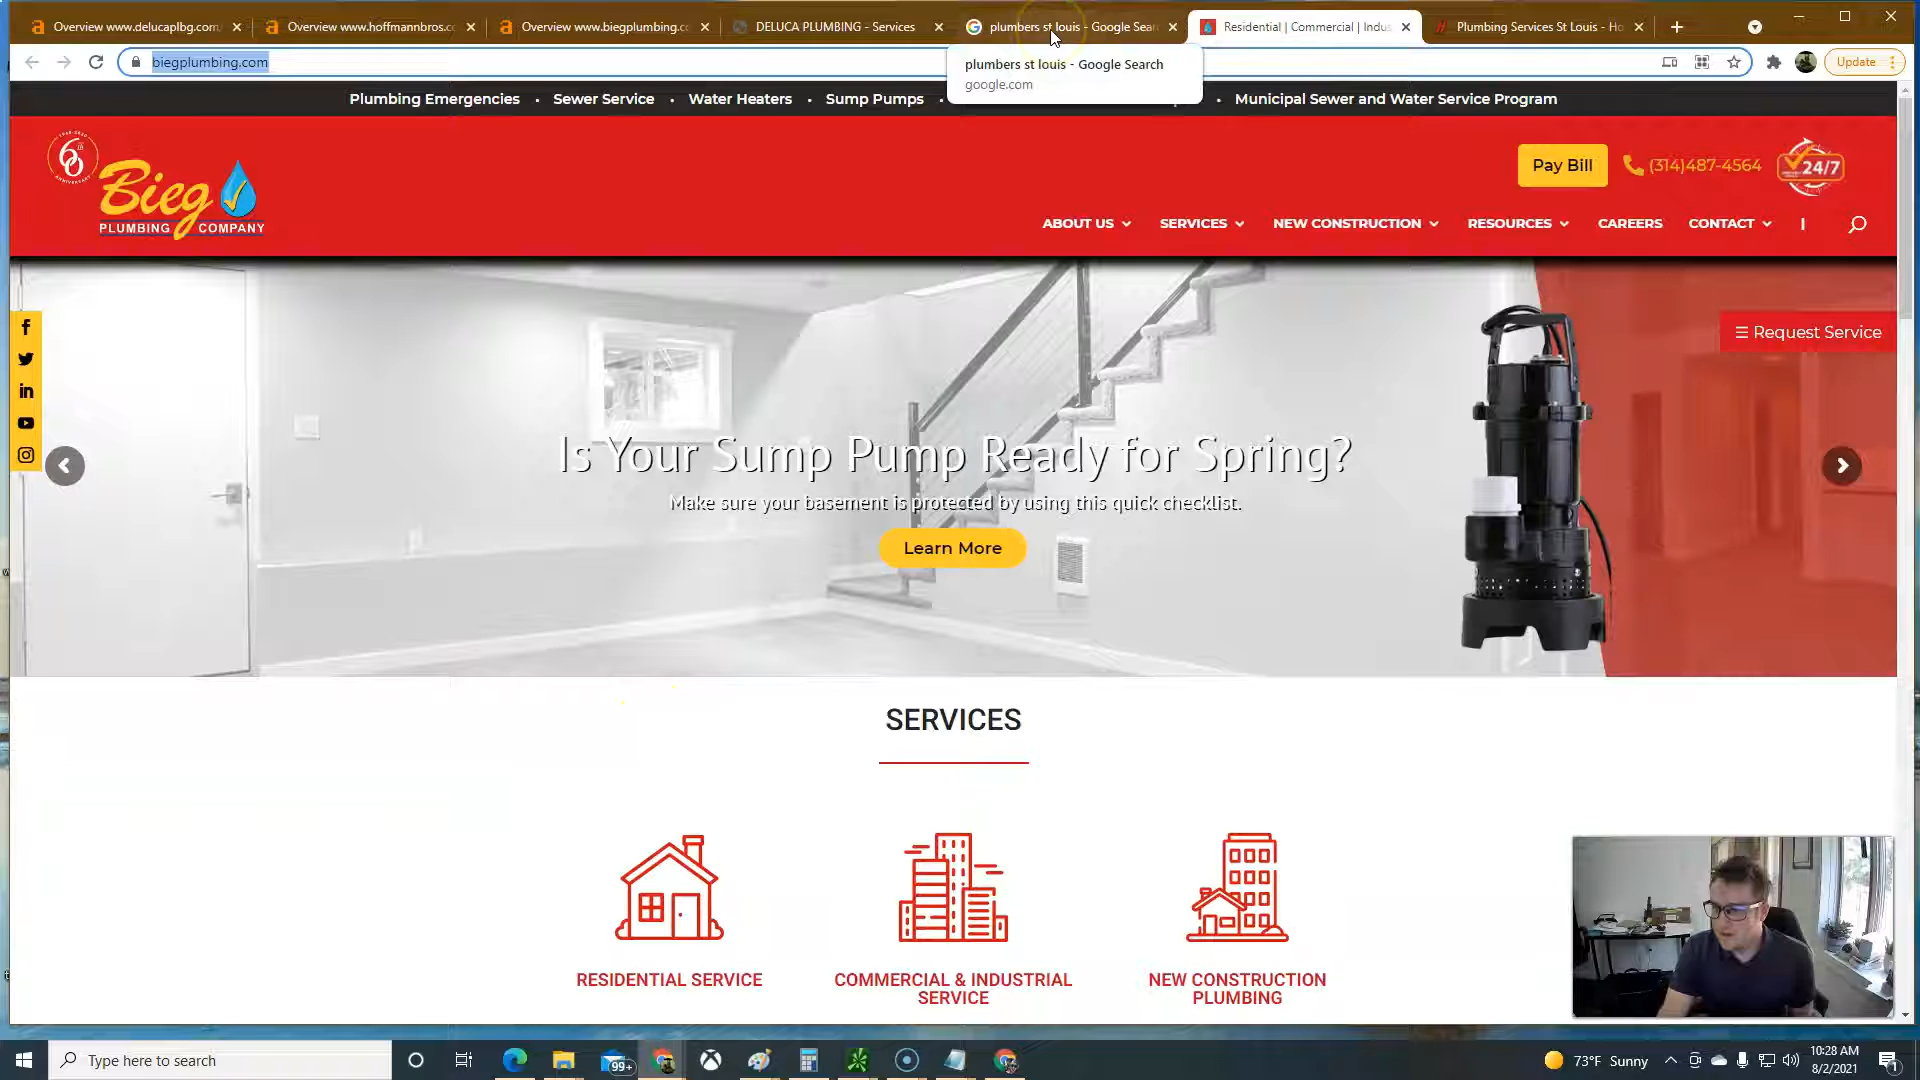 Overview www.delucaplbg.com
Overview www.hoffmannbros.c
Overview www.biegplumbing.c
DELUCA PLUMBING - Services
plumbers st louis - Google Sear
Residential | Commercial | Indus
Plumbing Services St Louis - Ho
biegplumbing.com
Update
plumbers st louis - Google Search
google.com
Plumbing Emergencies • Sewer Service • Water Heaters • Sump Pumps • • Municipal Sewer and Water Service Program
60th
ANNIVERSARY
Bieg
PLUMBING COMPANY
Pay Bill
(314)487-4564
24/7
ABOUT US
SERVICES
NEW CONSTRUCTION
RESOURCES
CAREERS
CONTACT
|
Request Service
Is Your Sump Pump Ready for Spring?
Make sure your basement is protected by using this quick checklist.
Learn More
SERVICES
RESIDENTIAL SERVICE
COMMERCIAL & INDUSTRIAL
SERVICE
NEW CONSTRUCTION
PLUMBING
Type here to search
99+
73°F Sunny
10:28 AM
8/2/2021
1